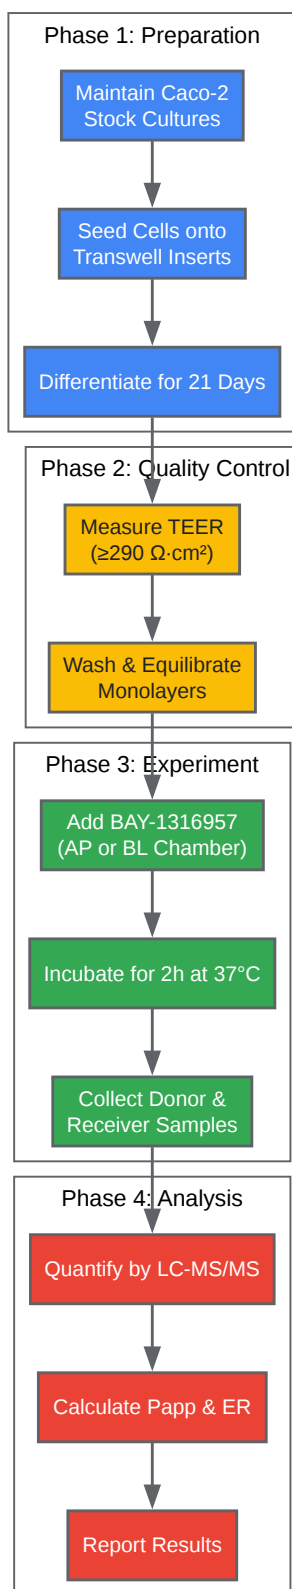 Phase 1: Preparation
Maintain Caco-2
Stock Cultures
Seed Cells onto
Transwell Inserts
Differentiate for 21 Days
Phase 2: Quality Control
Measure TEER
(≥290 Ω·cm²)
Wash & Equilibrate
Monolayers
Phase 3: Experiment
Add BAY-1316957
(AP or BL Chamber)
Incubate for 2h at 37°C
Collect Donor &
Receiver Samples
Phase 4: Analysis
Quantify by LC-MS/MS
Calculate Papp & ER
Report Results